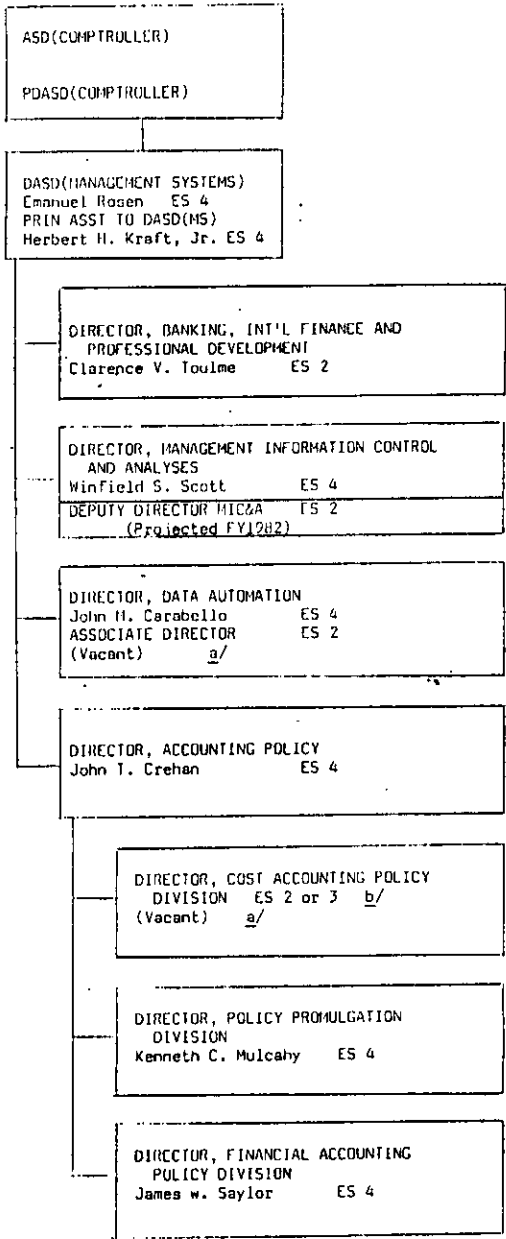 ASD(COMPTROLLER)
PDASD(COMPTROLLER)
DASD(MANAGEMENT SYSTEMS)
Emanuel Rosen ES 4
PRIN ASST TO DASD(MS)
Herbert H. Kraft, Jr. ES 4
DIRECTOR, BANKING, INT'L FINANCE AND
PROFESSIONAL DEVELOPMENT
Clarence V. Toulme ES 2
DIRECTOR, MANAGEMENT INFORMATION CONTROL
AND ANALYSES
Winfield S. Scott ES 4
DEPUTY DIRECTOR MIC&A ES 2
(Projected FY1982)
DIRECTOR, DATA AUTOMATION
John M. Carabello ES 4
ASSOCIATE DIRECTOR ES 2
(Vacant) a/
DIRECTOR, ACCOUNTING POLICY
John T. Crehan ES 4
DIRECTOR, COST ACCOUNTING POLICY
DIVISION ES 2 or 3 b/
(Vacant) a/
DIRECTOR, POLICY PROMULGATION
DIVISION
Kenneth C. Mulcahy ES 4
DIRECTOR, FINANCIAL ACCOUNTING
POLICY DIVISION
James w. Saylor ES 4